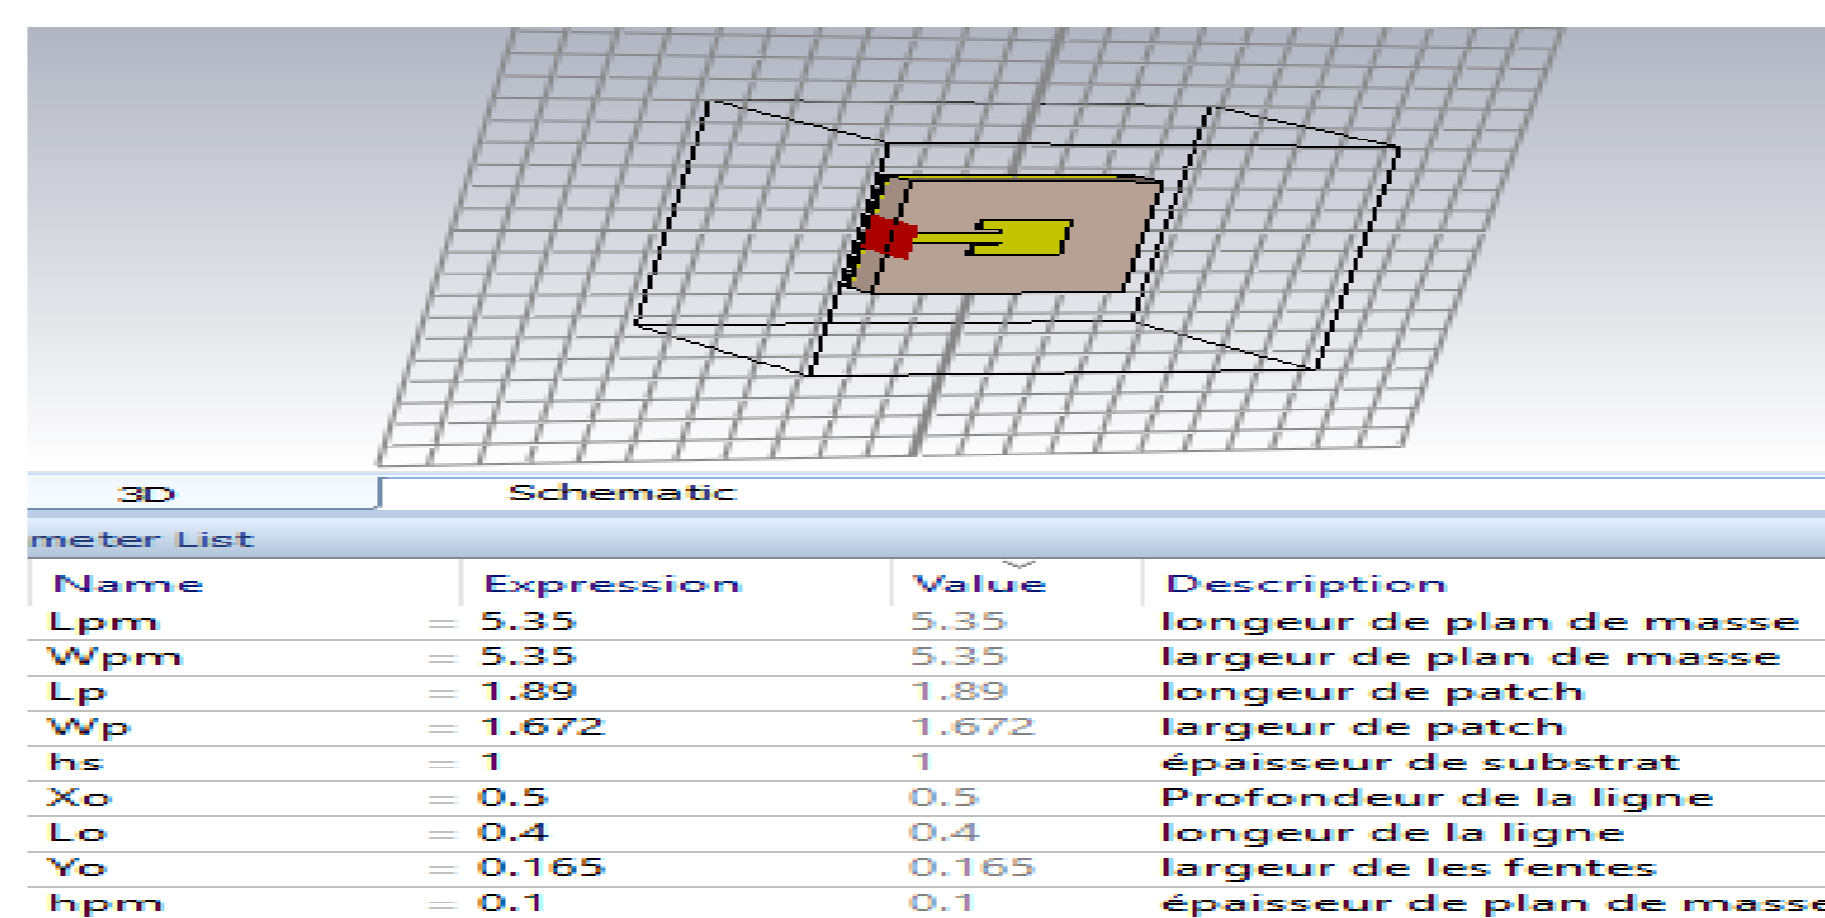 3D Schematic
meter List
Name Expression Value Description
Lpm = 5.35 5.35 longeur de plan de masse
Wpm = 5.35 5.35 largeur de plan de masse
Lp = 1.89 1.89 longeur de patch
Wp = 1.672 1.672 largeur de patch
hs = 1 1 épaisseur de substrat
Xo = 0.5 0.5 Profondeur de la ligne
Lo = 0.4 0.4 longeur de la ligne
Yo = 0.165 0.165 largeur de les fentes
hpm = 0.1 0.1 épaisseur de plan de masse